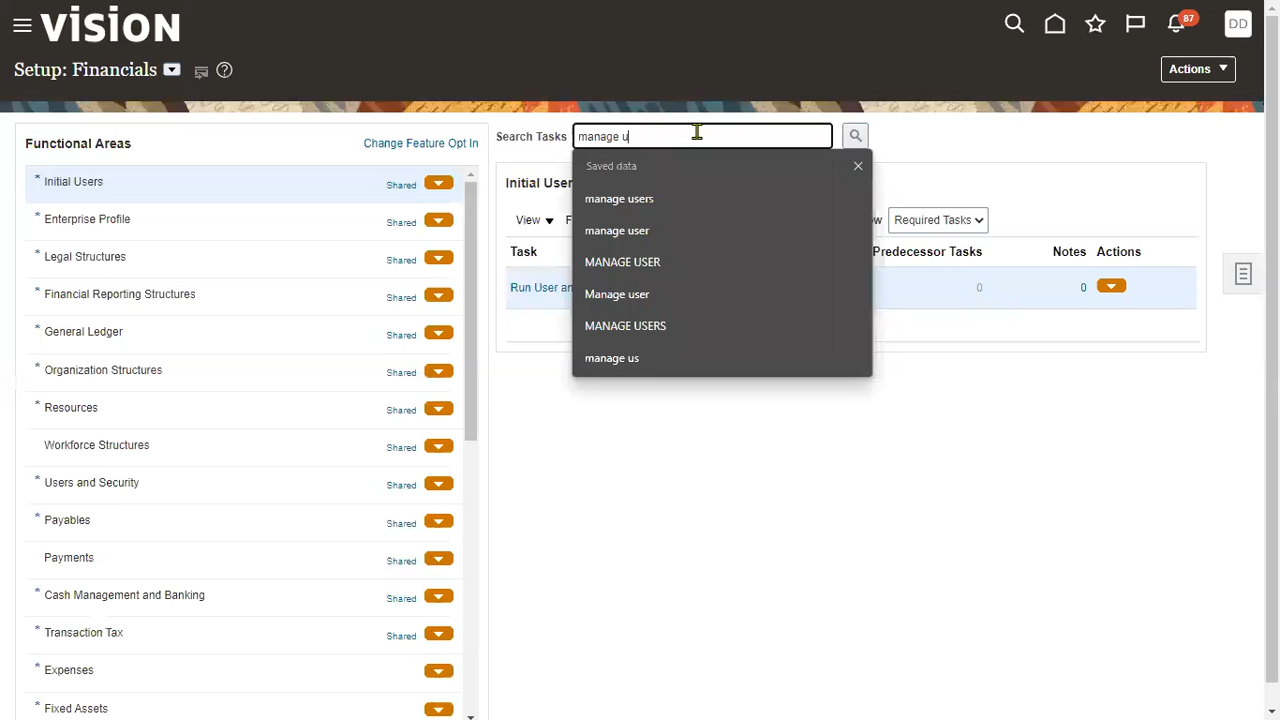 VISION
87
DD
Setup: Financials
Actions
Functional Areas
Change Feature Opt In
Search Tasks
manage u
Saved data
manage users
manage user
MANAGE USER
Manage user
MANAGE USERS
manage us
* Initial Users Shared
* Enterprise Profile Shared
* Legal Structures Shared
* Financial Reporting Structures Shared
* General Ledger Shared
* Organization Structures Shared
* Resources Shared
Workforce Structures Shared
* Users and Security Shared
* Payables Shared
Payments Shared
* Cash Management and Banking Shared
* Transaction Tax Shared
* Expenses
* Fixed Assets
Initial User
View
Required Tasks
Task
Predecessor Tasks
Notes
Actions
Run User an
0
0